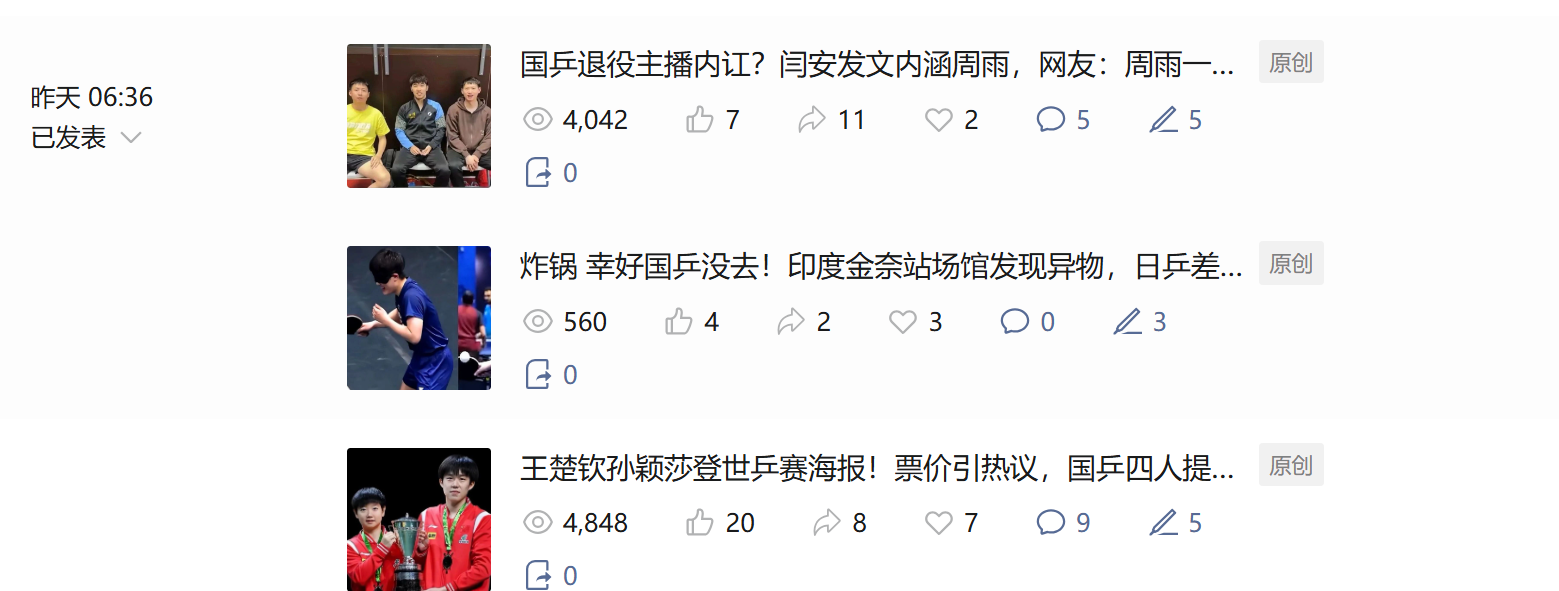 国乒退役主播内讧？闫安发文内涵周雨，网友：周雨一... 原创
昨天 06:36
4,042 7 11 2 5 5
已发表
0
炸锅 幸好国乒没去！印度金奈站场馆发现异物，日乒差... 原创
560 4 2 3 0 3
0
王楚钦孙颖莎登世乒赛海报！票价引热议，国乒四人提... 原创
4,848 20 8 7 9 5
0